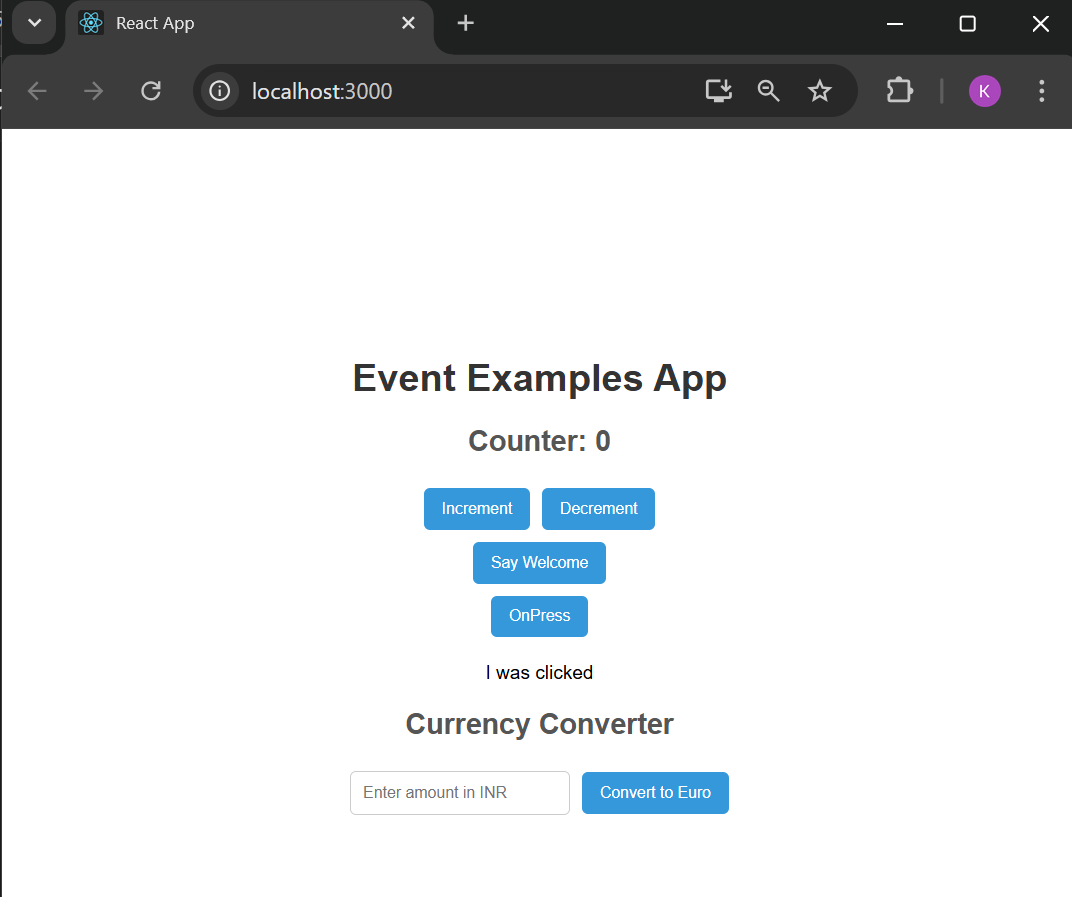 React App
localhost:3000
K
Event Examples App
Counter: 0
Increment Decrement
Say Welcome
OnPress
I was clicked
Currency Converter
Enter amount in INR Convert to Euro